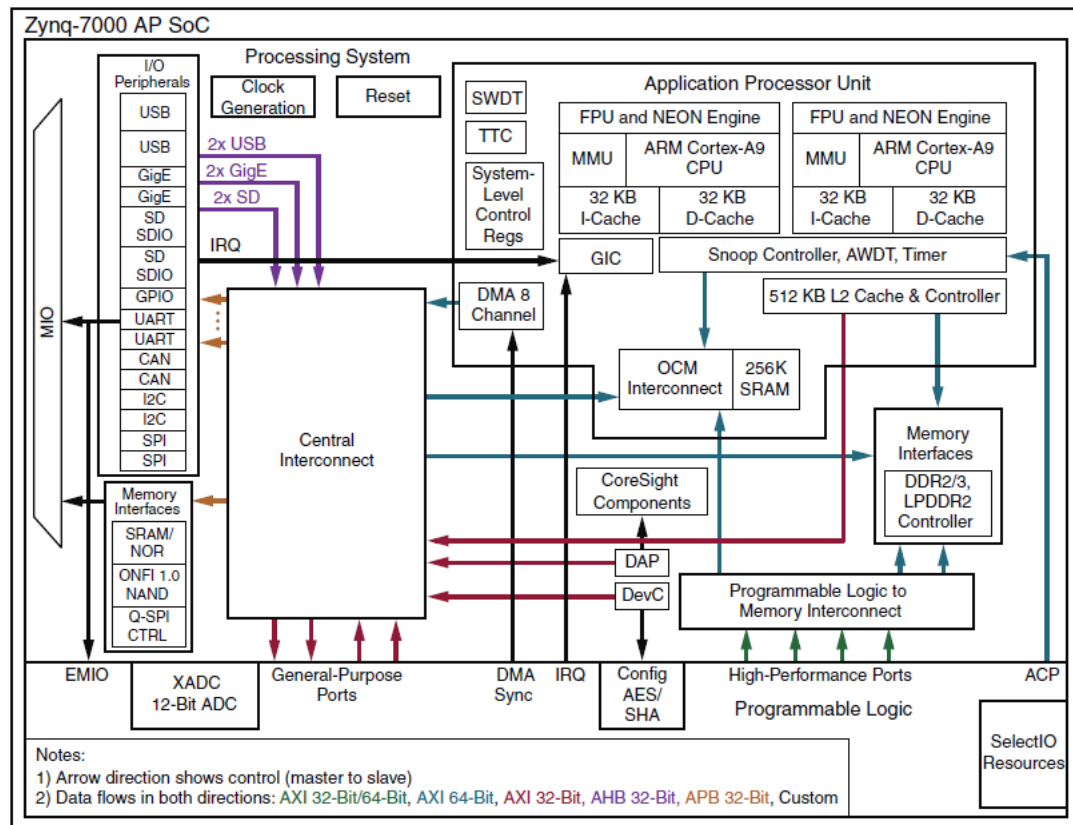 Zynq-7000 AP SoC
I/O
Peripherals
USB
USB
GigE
GigE
SD
SDIO
SD
SDIO
GPIO
UART
UART
CAN
CAN
I2C
I2C
SPI
SPI
MIO
Processing System
Clock
Generation
Reset
2x USB
2x GigE
2x SD
IRQ
Application Processor Unit
SWDT
TTC
System-
Level
Control
Regs
FPU and NEON Engine
MMU
ARM Cortex-A9
CPU
32 KB
I-Cache
32 KB
D-Cache
FPU and NEON Engine
MMU
ARM Cortex-A9
CPU
32 KB
I-Cache
32 KB
D-Cache
GIC
Snoop Controller, AWDT, Timer
DMA 8
Channel
512 KB L2 Cache & Controller
OCM
Interconnect
256K
SRAM
Central
Interconnect
Memory
Interfaces
DDR2/3,
LPDDR2
Controller
CoreSight
Components
DAP
DevC
Programmable Logic to
Memory Interconnect
Memory
Interfaces
SRAM/
NOR
ONFI 1.0
NAND
Q-SPI
CTRL
EMIO
XADC
12-Bit ADC
General-Purpose
Ports
DMA
Sync
IRQ
Config
AES/
SHA
High-Performance Ports
ACP
Programmable Logic
SelectIO
Resources
Notes:
1) Arrow direction shows control (master to slave)
2) Data flows in both directions: AXI 32-Bit/64-Bit, AXI 64-Bit, AXI 32-Bit, AHB 32-Bit, APB 32-Bit, Custom